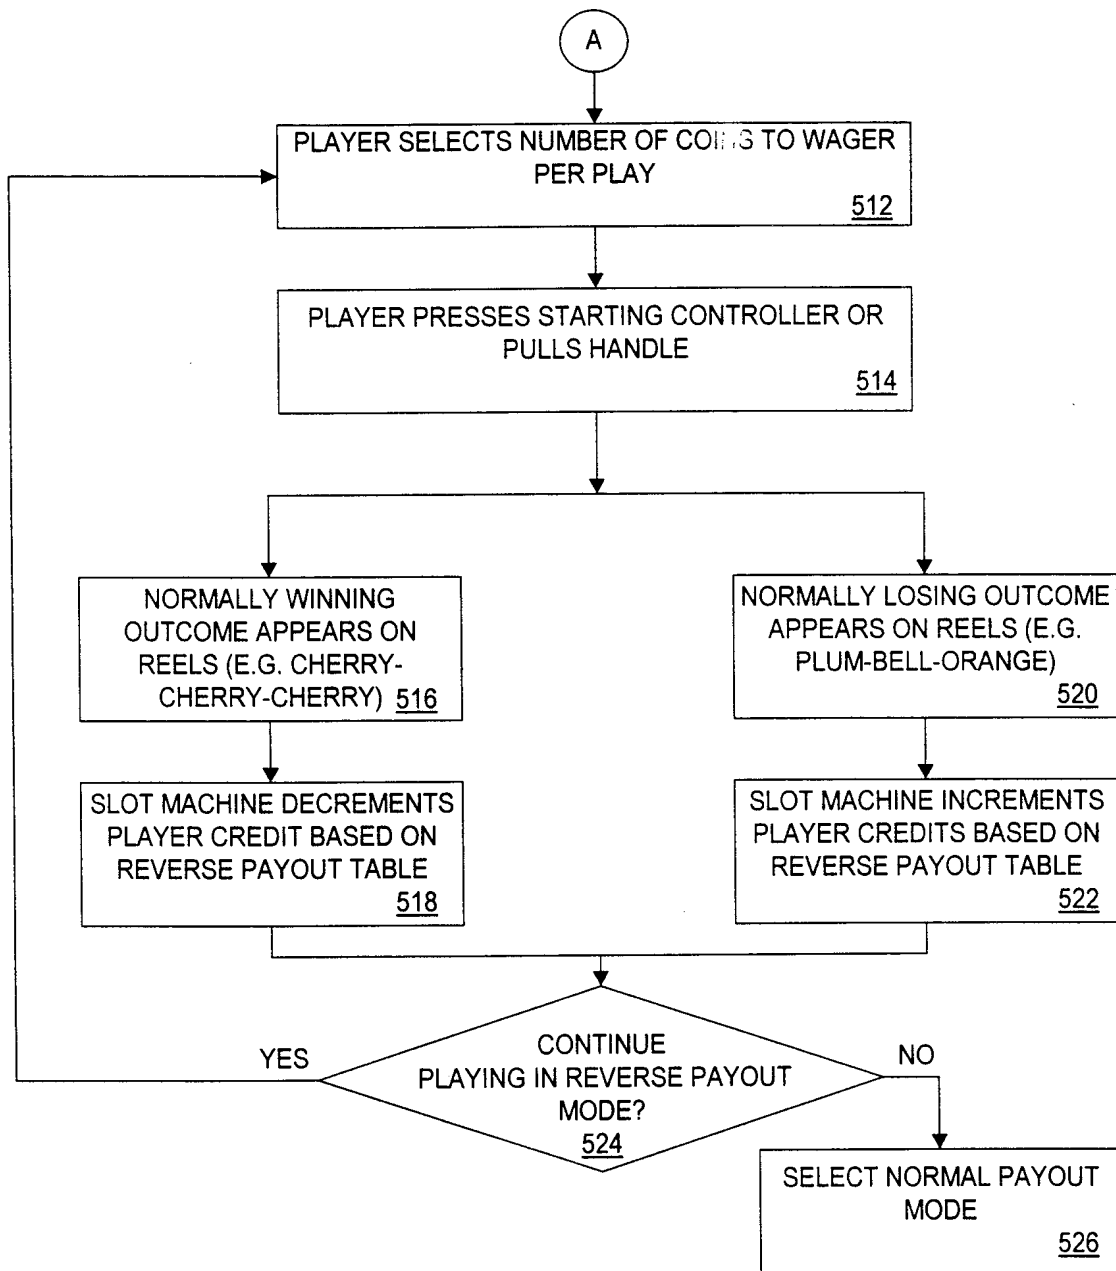 A
PLAYER SELECTS NUMBER OF COINS TO WAGER
PER PLAY
512
PLAYER PRESSES STARTING CONTROLLER OR
PULLS HANDLE
514
NORMALLY WINNING
OUTCOME APPEARS ON
REELS (E.G. CHERRY-
CHERRY-CHERRY) 516
NORMALLY LOSING OUTCOME
APPEARS ON REELS (E.G.
PLUM-BELL-ORANGE)
520
SLOT MACHINE DECREMENTS
PLAYER CREDIT BASED ON
REVERSE PAYOUT TABLE
518
SLOT MACHINE INCREMENTS
PLAYER CREDITS BASED ON
REVERSE PAYOUT TABLE
522
YES
CONTINUE
PLAYING IN REVERSE PAYOUT
MODE?
524
NO
SELECT NORMAL PAYOUT
MODE
526